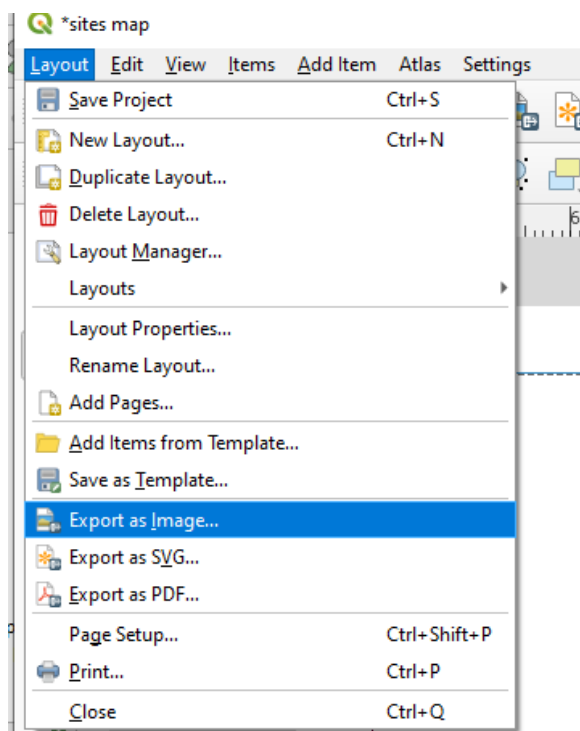 *sites map
Layout Edit View Items Add Item Atlas Settings
Save Project Ctrl+S
New Layout... Ctrl+N
Duplicate Layout...
Delete Layout...
Layout Manager...
Layouts
Layout Properties...
Rename Layout...
Add Pages...
Add Items from Template...
Save as Template...
Export as Image...
Export as SVG...
Export as PDF...
Page Setup... Ctrl+Shift+P
Print... Ctrl+P
Close Ctrl+Q